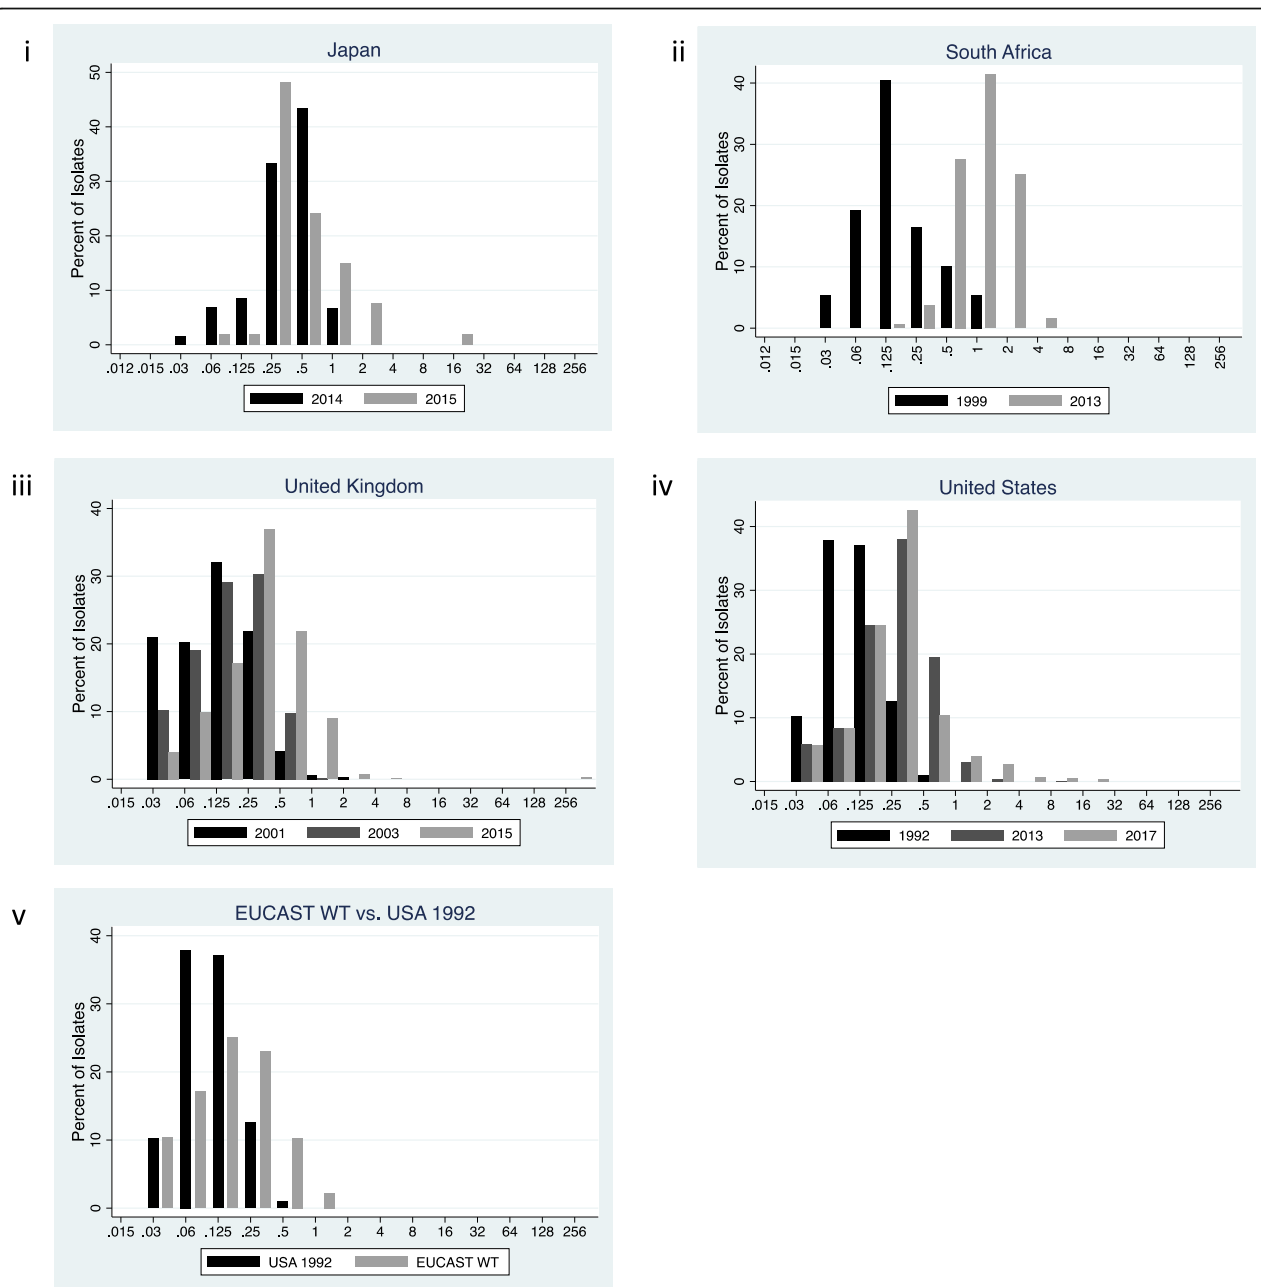 i
Japan
Percent of Isolates
50
40
30
20
10
0
.012 .015 .03 .06 .125 .25 .5 1 2 4 8 16 32 64 128 256
2014 2015
ii
South Africa
Percent of Isolates
40
30
20
10
0
.012 .015 .03 .06 .125 .25 .5 1 2 4 8 16 32 64 128 256
1999 2013
iii
United Kingdom
Percent of Isolates
40
30
20
10
0
.015 .03 .06 .125 .25 .5 1 2 4 8 16 32 64 128 256
2001 2003 2015
iv
United States
Percent of Isolates
40
30
20
10
0
.015 .03 .06 .125 .25 .5 1 2 4 8 16 32 64 128 256
1992 2013 2017
v
EUCAST WT vs. USA 1992
Percent of Isolates
40
30
20
10
0
.015 .03 .06 .125 .25 .5 1 2 4 8 16 32 64 128 256
USA 1992 EUCAST WT